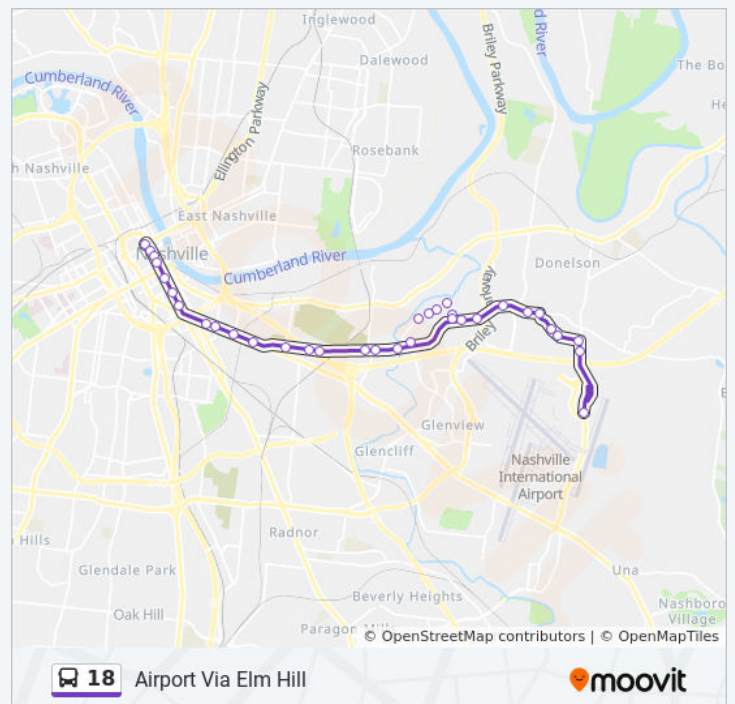 Inglewood
d River
Dalewood
Briley Parkway
The Bo
Cumberland River
He
Ellington Parkway
Rosebank
h Nashville
East Nashville
Nashville
Cumberland River
Donelson
Briley
way
Glenview
Glencliff
Nashville
International
Airport
Radnor
Hills
Glendale Park
Una
Beverly Heights
Nashboro
Village
Oak Hill
Paragon Mil
© OpenStreetMap contributors | © OpenMapTiles
18 Airport Via Elm Hill
moovit